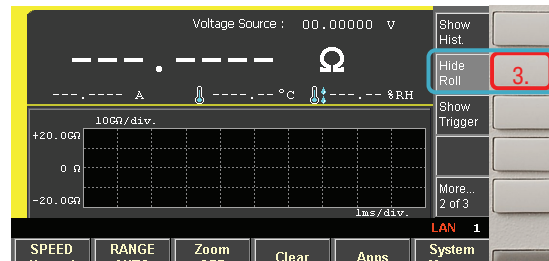 Voltage Source : 00.00000 V
--- . --- Ω
---.---- A ----.-- °C ---.-- %RH
10GΩ/div.
+20.0GΩ
0 Ω
-20.0GΩ
1ms/div.
Show
Hist.
Hide
Roll
3.
Show
Trigger
More...
2 of 3
LAN 1
SPEED
RANGE
Zoom
Clear
Apps
System